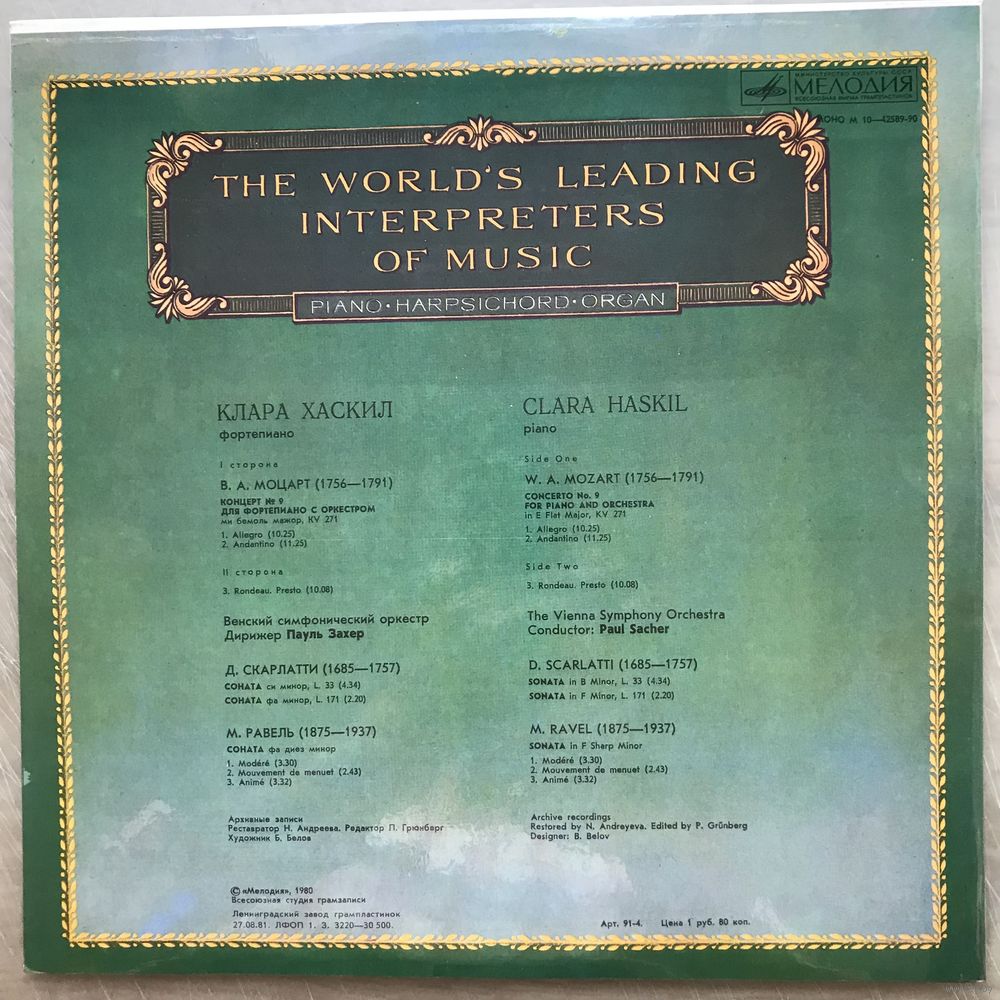 МИНИСТЕРСТВО КУЛЬТУРЫ СССР
МЕЛОДИЯ
ВСЕСОЮЗНАЯ ФИРМА ГРАМПЛАСТИНОК
МОНО М 10—42589-90
THE WORLD'S LEADING
INTERPRETERS
OF MUSIC
PIANO·HARPSICHORD·ORGAN
КЛАРА ХАСКИЛ
фортепиано
I сторона
В. А. МОЦАРТ (1756—1791)
КОНЦЕРТ № 9
ДЛЯ ФОРТЕПИАНО С ОРКЕСТРОМ
ми бемоль мажор, KV 271
1. Allegro (10.25)
2. Andantino (11.25)
II сторона
3. Rondeau. Presto (10.08)
Венский симфонический оркестр
Дирижер Пауль Захер
Д. СКАРЛАТТИ (1685—1757)
СОНАТА си минор, L. 33 (4.34)
СОНАТА фа минор, L. 171 (2.20)
М. РАВЕЛЬ (1875—1937)
СОНАТА фа диез минор
1. Modéré (3.30)
2. Mouvement de menuet (2.43)
3. Animé (3.32)
Архивные записи
Реставратор Н. Андреева. Редактор П. Грюнберг
Художник Б. Белов
© «Мелодия», 1980
Всесоюзная студия грамзаписи
Ленинградский завод грампластинок
27.08.81. ЛФОП 1. З. 3220—30 500.
CLARA HASKIL
piano
Side One
W. A. MOZART (1756—1791)
CONCERTO No. 9
FOR PIANO AND ORCHESTRA
in E Flat Major, KV 271
1. Allegro (10.25)
2. Andantino (11.25)
Side Two
3. Rondeau. Presto (10.08)
The Vienna Symphony Orchestra
Conductor: Paul Sacher
D. SCARLATTI (1685—1757)
SONATA in B Minor, L. 33 (4.34)
SONATA in F Minor, L. 171 (2.20)
M. RAVEL (1875—1937)
SONATA in F Sharp Minor
1. Modéré (3.30)
2. Mouvement de menuet (2.43)
3. Animé (3.32)
Archive recordings
Restored by N. Andreyeva. Edited by P. Grünberg
Designer: B. Belov
Арт. 91-4. Цена 1 руб. 80 коп.